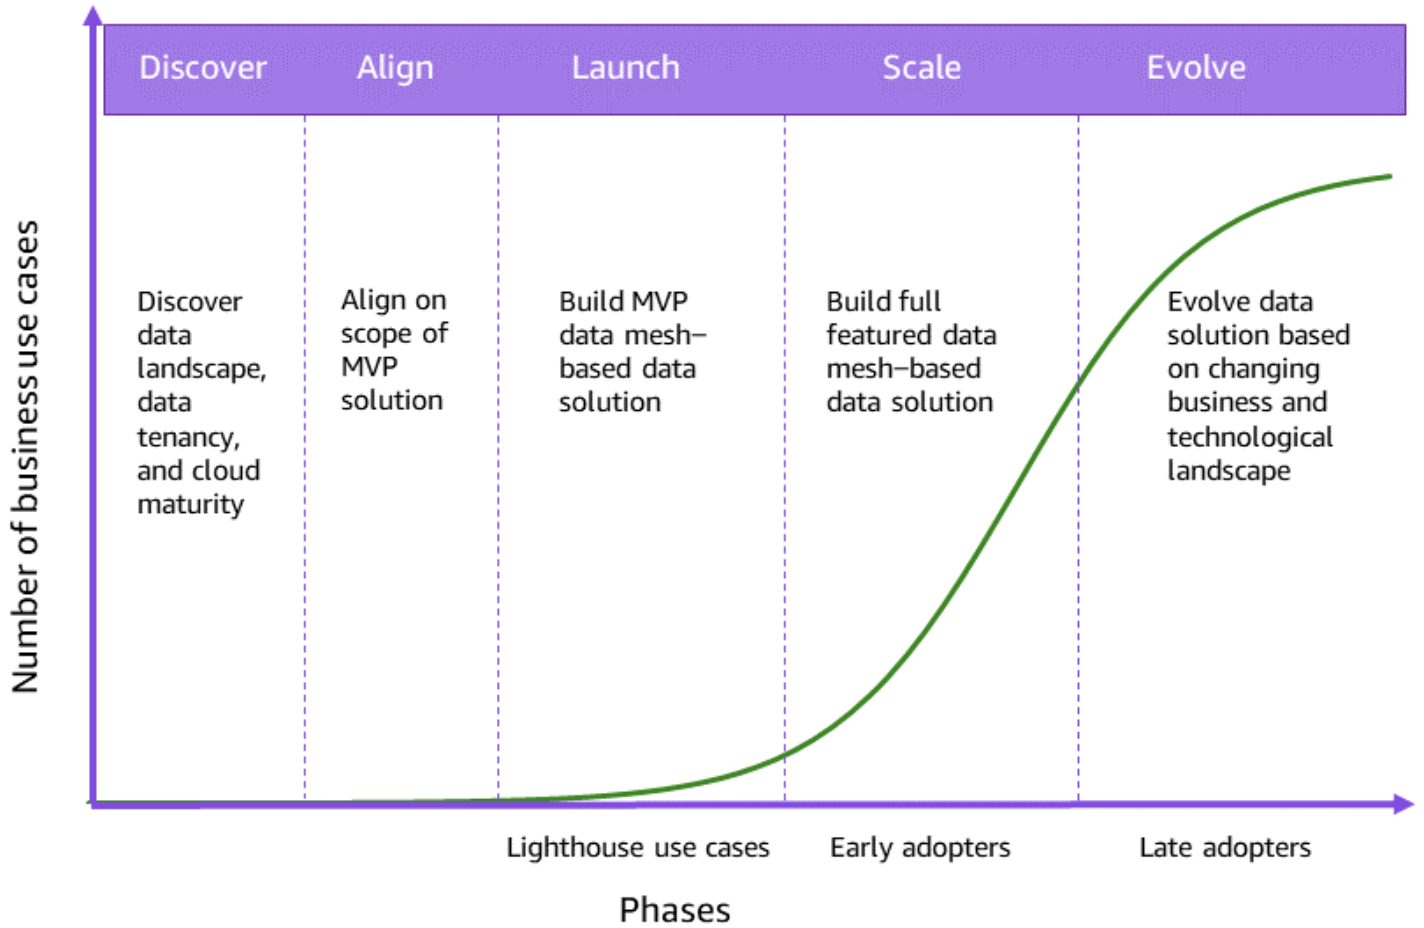 Discover
Align
Launch
Scale
Evolve
Number of business use cases
Discover
data
landscape,
data
tenancy,
and cloud
maturity
Align on
scope of
MVP
solution
Build MVP
data mesh–
based data
solution
Build full
featured data
mesh–based
data solution
Evolve data
solution based
on changing
business and
technological
landscape
Lighthouse use cases
Early adopters
Late adopters
Phases